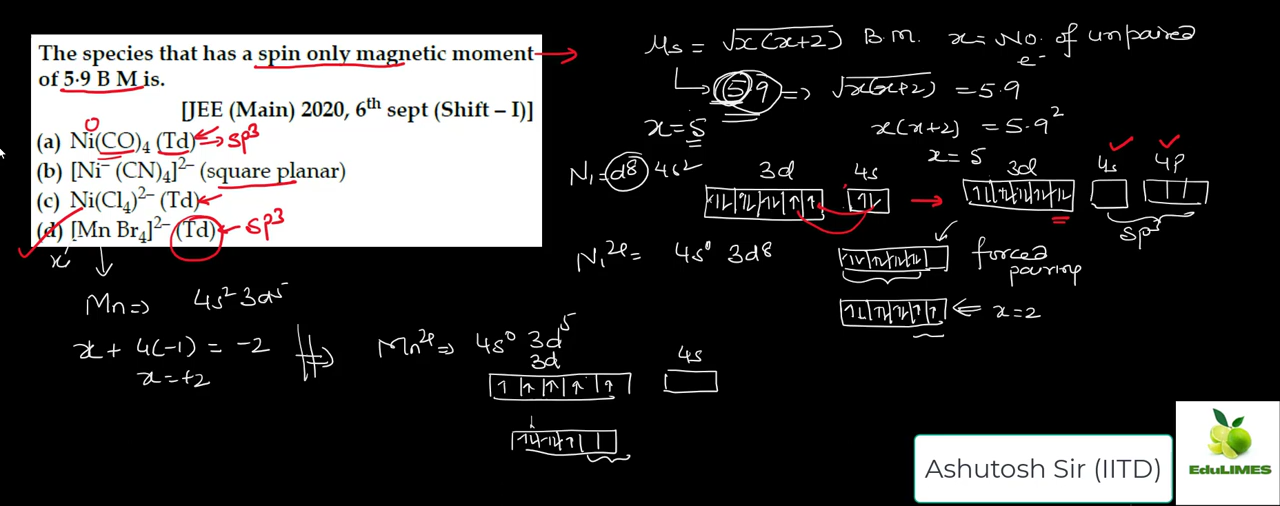 The species that has a spin only magnetic moment
of 5·9 B M is.
[JEE (Main) 2020, 6th sept (Shift – I)]
(a) Ni(CO)4 (Td)
0
sp3
(b) [Ni– (CN)4]2– (square planar)
(c) Ni(Cl4)2– (Td)
(d) [Mn Br4]2– (Td)
sp3
x
Mn => 4s2 3d5
x + 4(-1) = -2
x = +2
μs = √x(x+2) B.M. x = No. of unpaired
e-
5.9 => √x(x+2) = 5.9
x = 5
x(x+2) = 5.92
x = 5
Ni = d8 4s2
3d
4s
3d
4s
4p
sp3
Ni2+ = 4s0 3d8
forced
pairing
x = 2
Mn2+ => 4s0 3d5
3d
4s
Ashutosh Sir (IITD)
EduLIMES